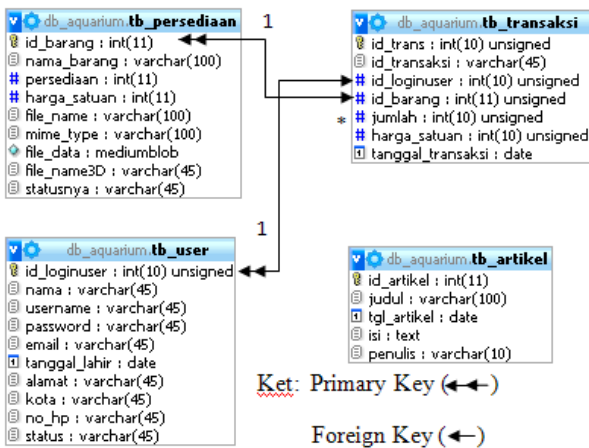 db_aquarium.tb_persediaan
id_barang : int(11)
nama_barang : varchar(100)
# persediaan : int(11)
# harga_satuan : int(11)
file_name : varchar(100)
mime_type : varchar(100)
file_data : mediumblob
file_name3D : varchar(45)
statusnya : varchar(45)
1
db_aquarium.tb_transaksi
id_trans : int(10) unsigned
id_transaksi : varchar(45)
# id_loginuser : int(10) unsigned
# id_barang : int(11) unsigned
* # jumlah : int(10) unsigned
# harga_satuan : int(10) unsigned
tanggal_transaksi : date
1
db_aquarium.tb_user
id_loginuser : int(10) unsigned
nama : varchar(45)
username : varchar(45)
password : varchar(45)
email : varchar(45)
tanggal_lahir : date
alamat : varchar(45)
kota : varchar(45)
no_hp : varchar(45)
status : varchar(45)
db_aquarium.tb_artikel
id_artikel : int(11)
judul : varchar(100)
tgl_artikel : date
isi : text
penulis : varchar(10)
Ket: Primary Key ( )
Foreign Key ( )